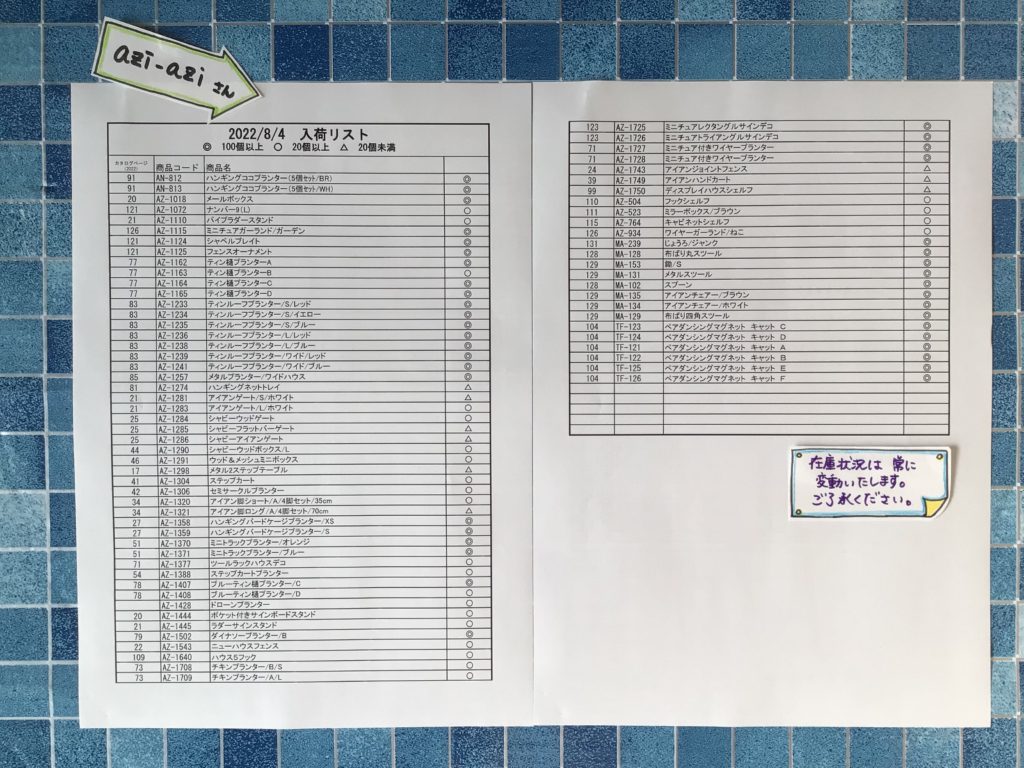 azi-azi さん
2022/8/4 入荷リスト
◎ 100個以上 ○ 20個以上 △ 20個未満
カタログページ(2022) 商品コード 商品名
91 AN-812 ハンギングココプランター(5個セット/BR) ◎
91 AN-813 ハンギングココプランター(5個セット/WH) ◎
20 AZ-1018 メールボックス ◎
121 AZ-1072 ナンバー9(L) ○
21 AZ-1110 パイプラダースタンド ○
126 AZ-1115 ミニチュアガーランド/ガーデン ◎
121 AZ-1124 シャベルプレイト ◎
121 AZ-1125 フェンスオーナメント ◎
77 AZ-1162 ティン樋プランターA ◎
77 AZ-1163 ティン樋プランターB ○
77 AZ-1164 ティン樋プランターC ◎
77 AZ-1165 ティン樋プランターD ◎
83 AZ-1233 ティンルーフプランター/S/レッド ◎
83 AZ-1234 ティンルーフプランター/S/イエロー ◎
83 AZ-1235 ティンルーフプランター/S/ブルー ◎
83 AZ-1236 ティンルーフプランター/L/レッド ◎
83 AZ-1238 ティンルーフプランター/L/ブルー ◎
83 AZ-1239 ティンルーフプランター/ワイド/レッド ◎
83 AZ-1241 ティンルーフプランター/ワイド/ブルー ◎
85 AZ-1257 メタルプランター/ワイドハウス ◎
81 AZ-1274 ハンギングネットトレイ △
21 AZ-1281 アイアンゲート/S/ホワイト △
21 AZ-1283 アイアンゲート/L/ホワイト ○
25 AZ-1284 シャビーウッドゲート ○
25 AZ-1285 シャビーフラットバーゲート △
25 AZ-1286 シャビーアイアンゲート △
44 AZ-1290 シャビーウッドボックス/L ○
46 AZ-1291 ウッド&メッシュミニボックス ○
17 AZ-1298 メタル2ステップテーブル △
41 AZ-1304 ステップカート ○
42 AZ-1306 セミサークルプランター ○
34 AZ-1320 アイアン脚ショート/A/4脚セット/35cm ○
34 AZ-1321 アイアン脚ロング/A/4脚セット/70cm △
27 AZ-1358 ハンギングバードケージプランター/XS ◎
27 AZ-1359 ハンギングバードケージプランター/S ◎
51 AZ-1370 ミニトラックプランター/オレンジ ◎
51 AZ-1371 ミニトラックプランター/ブルー ◎
71 AZ-1377 ツールラックハウスデコ ○
54 AZ-1388 ステップカートプランター ○
78 AZ-1407 ブルーティン樋プランター/C ◎
78 AZ-1408 ブルーティン樋プランター/D ○
AZ-1428 ドローンプランター ○
20 AZ-1444 ポケット付きサインボードスタンド ○
21 AZ-1445 ラダーサインスタンド ○
79 AZ-1502 ダイナソープランター/B ◎
22 AZ-1543 ニューハウスフェンス ○
109 AZ-1640 ハウス5フック ○
73 AZ-1708 チキンプランター/B/S ○
73 AZ-1709 チキンプランター/A/L ○
123 AZ-1725 ミニチュアレクタングルサインデコ ◎
123 AZ-1726 ミニチュアトライアングルサインデコ ◎
71 AZ-1727 ミニチュア付きワイヤープランター ◎
71 AZ-1728 ミニチュア付きワイヤープランター ◎
24 AZ-1743 アイアンジョイントフェンス △
39 AZ-1749 アイアンハンドカート △
99 AZ-1750 ディスプレイハウスシェルフ △
110 AZ-504 フックシェルフ ○
111 AZ-523 ミラーボックス/ブラウン ○
115 AZ-764 キャビネットシェルフ ○
126 AZ-934 ワイヤーガーランド/ねこ ○
131 MA-239 じょうろ/ジャンク ◎
128 MA-128 布ばり丸スツール ◎
129 MA-153 鋤/S ◎
129 MA-131 メタルスツール ◎
128 MA-102 スプーン ◎
129 MA-135 アイアンチェアー/ブラウン ◎
129 MA-134 アイアンチェアー/ホワイト ◎
129 MA-129 布ばり四角スツール ◎
104 TF-123 ペアダンシングマグネット キャット C ◎
104 TF-124 ペアダンシングマグネット キャット D ◎
104 TF-121 ペアダンシングマグネット キャット A ◎
104 TF-122 ペアダンシングマグネット キャット B ◎
104 TF-125 ペアダンシングマグネット キャット E ◎
104 TF-126 ペアダンシングマグネット キャット F ◎
在庫状況は 常に
変動いたします。
ご了承ください。